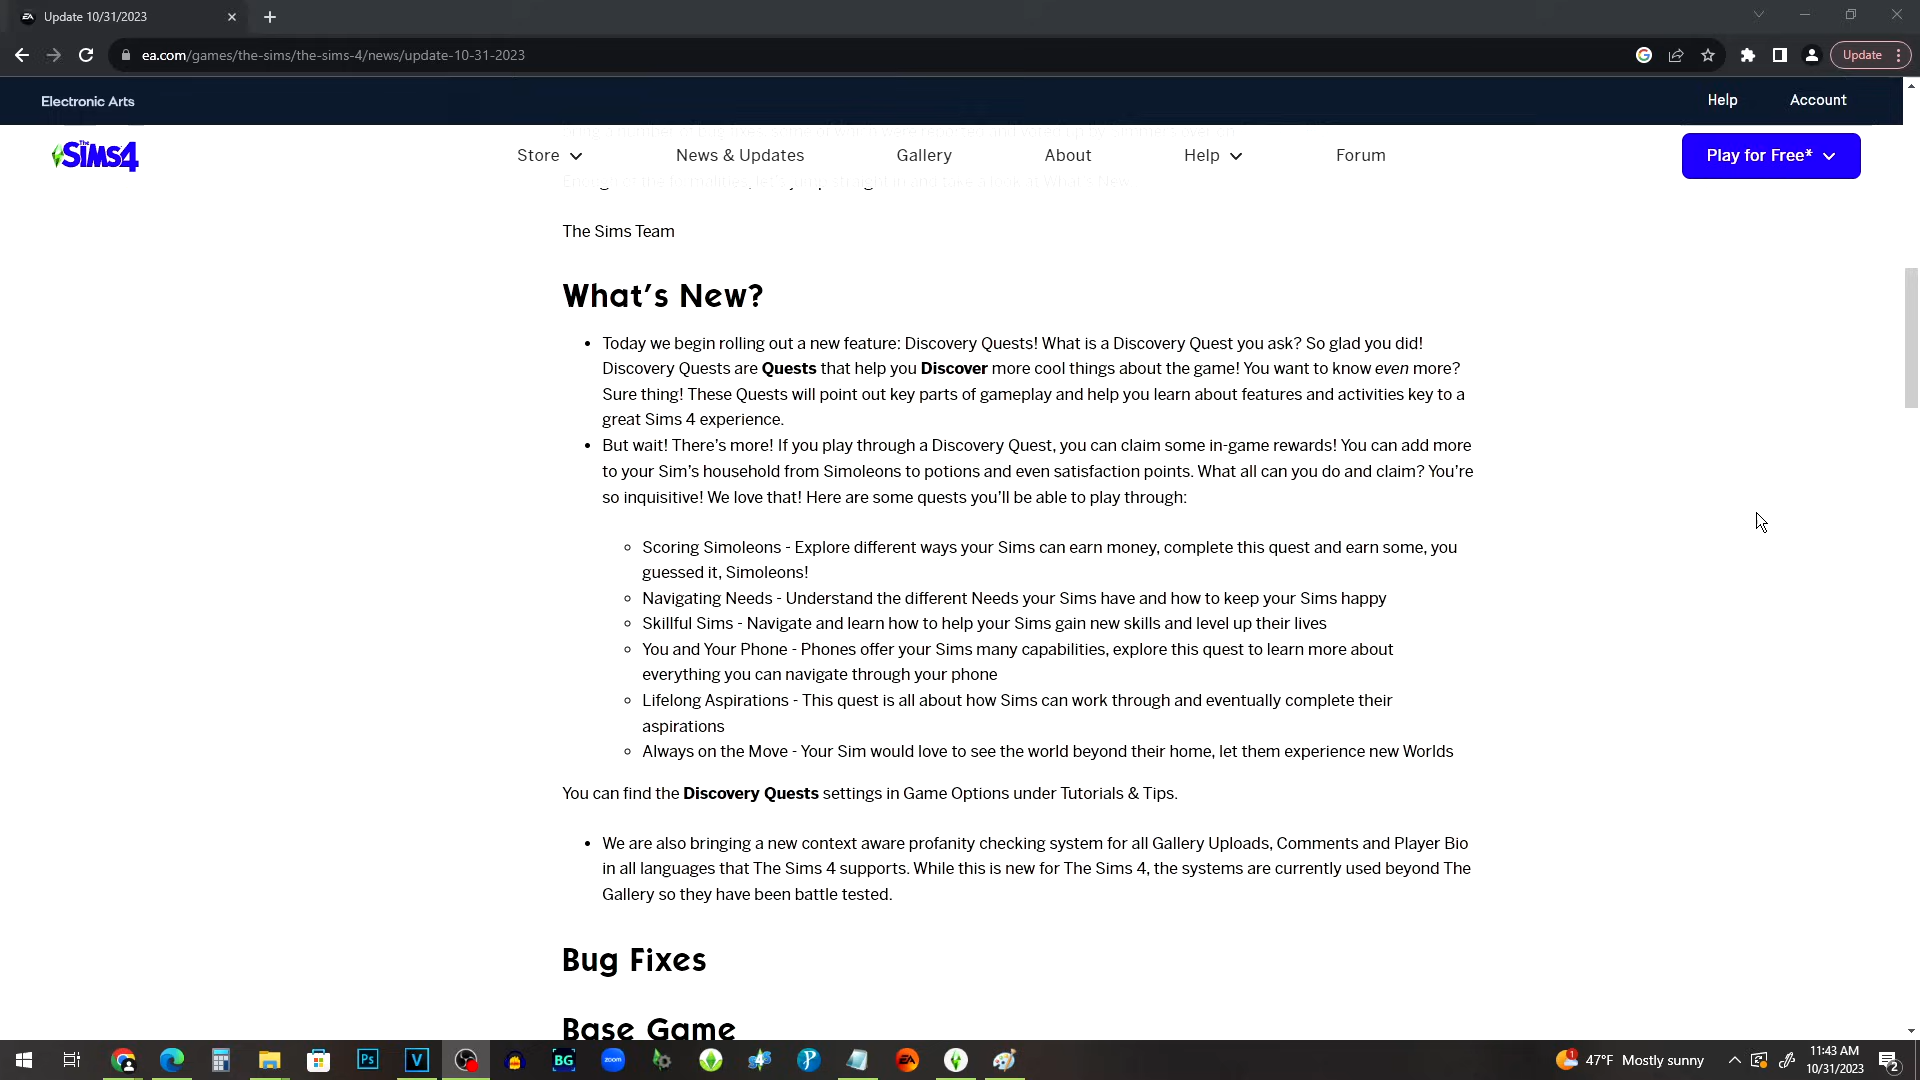 Update 10/31/2023
ea.com/games/the-sims/the-sims-4/news/update-10-31-2023
Update
Electronic Arts
Help
Account
The SIMS4
Store
News & Updates
Gallery
About
Help
Forum
Play for Free*
The Sims Team
What's New?
• Today we begin rolling out a new feature: Discovery Quests! What is a Discovery Quest you ask? So glad you did!
Discovery Quests are Quests that help you Discover more cool things about the game! You want to know even more?
Sure thing! These Quests will point out key parts of gameplay and help you learn about features and activities key to a
great Sims 4 experience.
• But wait! There's more! If you play through a Discovery Quest, you can claim some in-game rewards! You can add more
to your Sim's household from Simoleons to potions and even satisfaction points. What all can you do and claim? You're
so inquisitive! We love that! Here are some quests you'll be able to play through:
◦ Scoring Simoleons - Explore different ways your Sims can earn money, complete this quest and earn some, you
guessed it, Simoleons!
◦ Navigating Needs - Understand the different Needs your Sims have and how to keep your Sims happy
◦ Skillful Sims - Navigate and learn how to help your Sims gain new skills and level up their lives
◦ You and Your Phone - Phones offer your Sims many capabilities, explore this quest to learn more about
everything you can navigate through your phone
◦ Lifelong Aspirations - This quest is all about how Sims can work through and eventually complete their
aspirations
◦ Always on the Move - Your Sim would love to see the world beyond their home, let them experience new Worlds
You can find the Discovery Quests settings in Game Options under Tutorials & Tips.
• We are also bringing a new context aware profanity checking system for all Gallery Uploads, Comments and Player Bio
in all languages that The Sims 4 supports. While this is new for The Sims 4, the systems are currently used beyond The
Gallery so they have been battle tested.
Bug Fixes
Base Game
Ps
V
BG
zoom
EA
1
47°F Mostly sunny
11:43 AM
10/31/2023
2